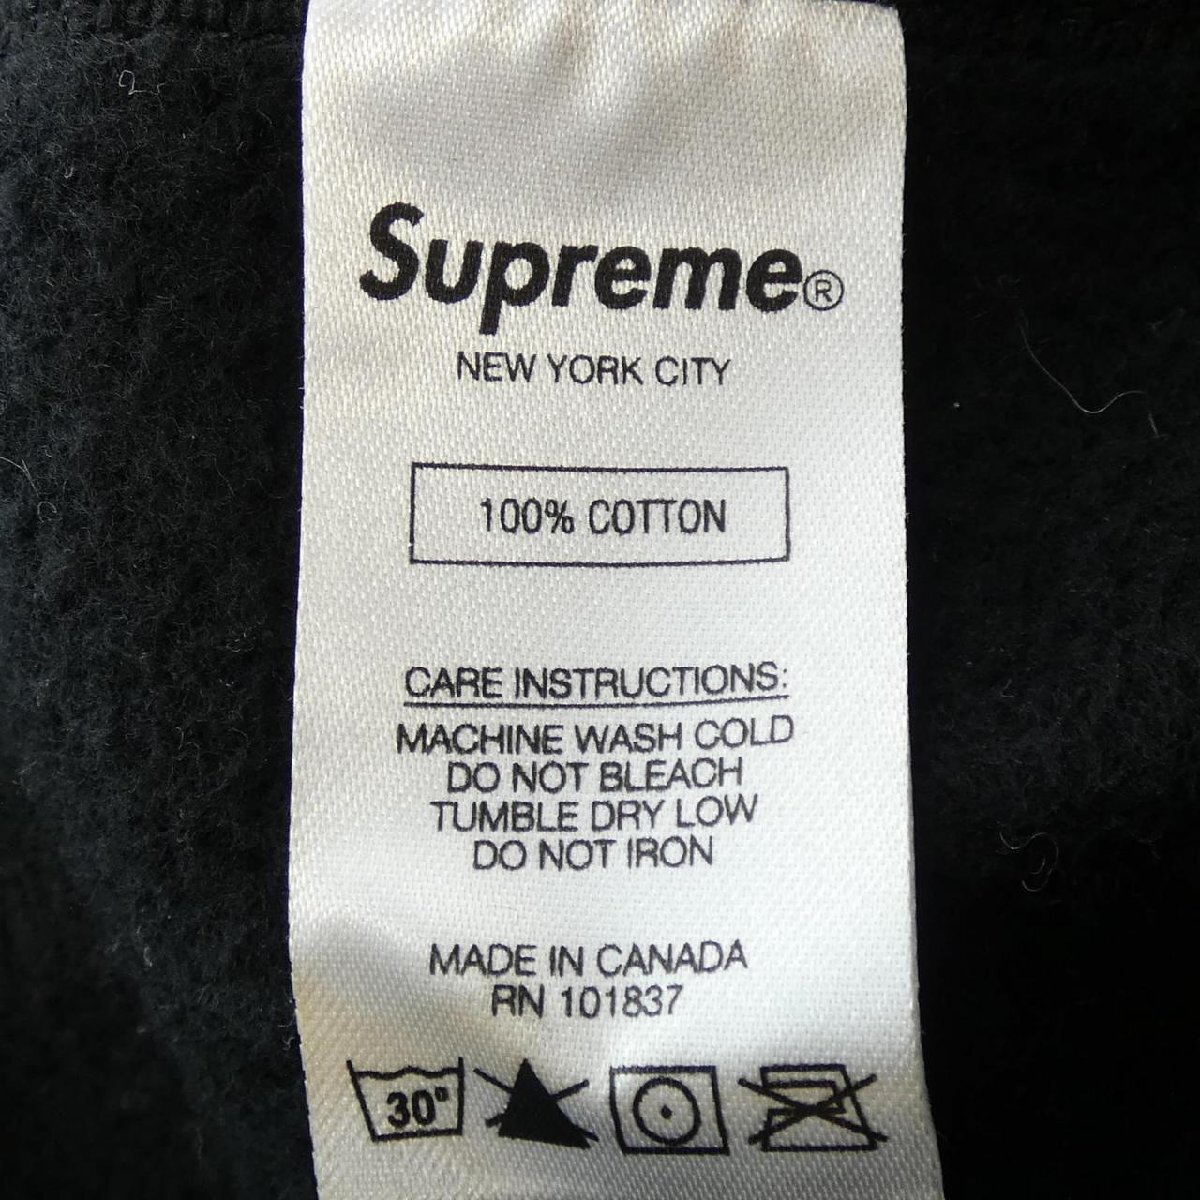 Supreme®
NEW YORK CITY
100% COTTON
CARE INSTRUCTIONS:
MACHINE WASH COLD
DO NOT BLEACH
TUMBLE DRY LOW
DO NOT IRON
MADE IN CANADA
RN 101837
30°